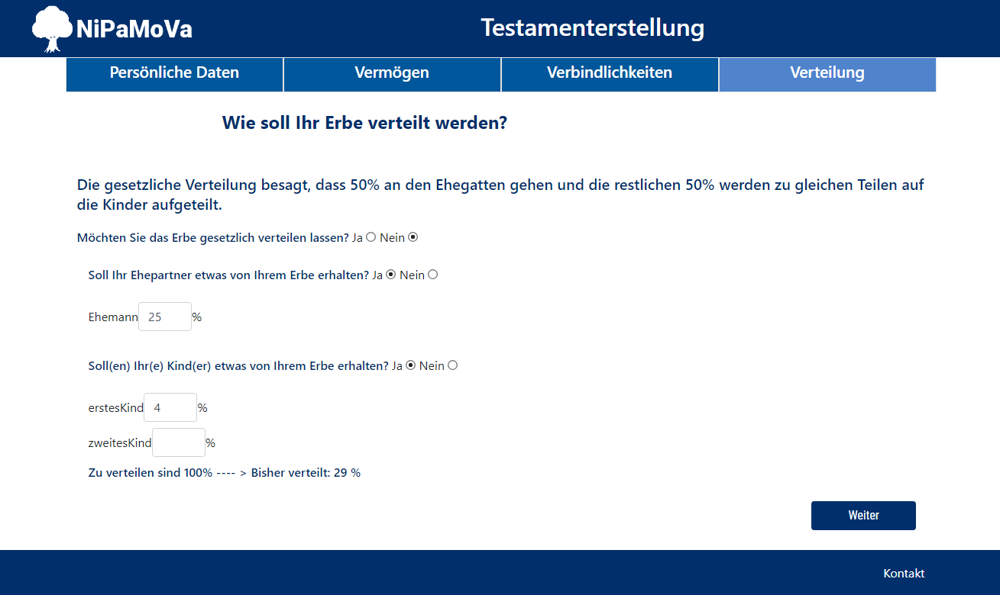 NiPaMoVa
Testamenterstellung
Persönliche Daten
Vermögen
Verbindlichkeiten
Verteilung
Wie soll Ihr Erbe verteilt werden?
Die gesetzliche Verteilung besagt, dass 50% an den Ehegatten gehen und die restlichen 50% werden zu gleichen Teilen auf
die Kinder aufgeteilt.
Möchten Sie das Erbe gesetzlich verteilen lassen? Ja Nein
Soll Ihr Ehepartner etwas von Ihrem Erbe erhalten? Ja Nein
Ehemann 25 %
Soll(en) Ihr(e) Kind(er) etwas von Ihrem Erbe erhalten? Ja Nein
erstesKind 4 %
zweitesKind %
Zu verteilen sind 100% ---- > Bisher verteilt: 29 %
Weiter
Kontakt